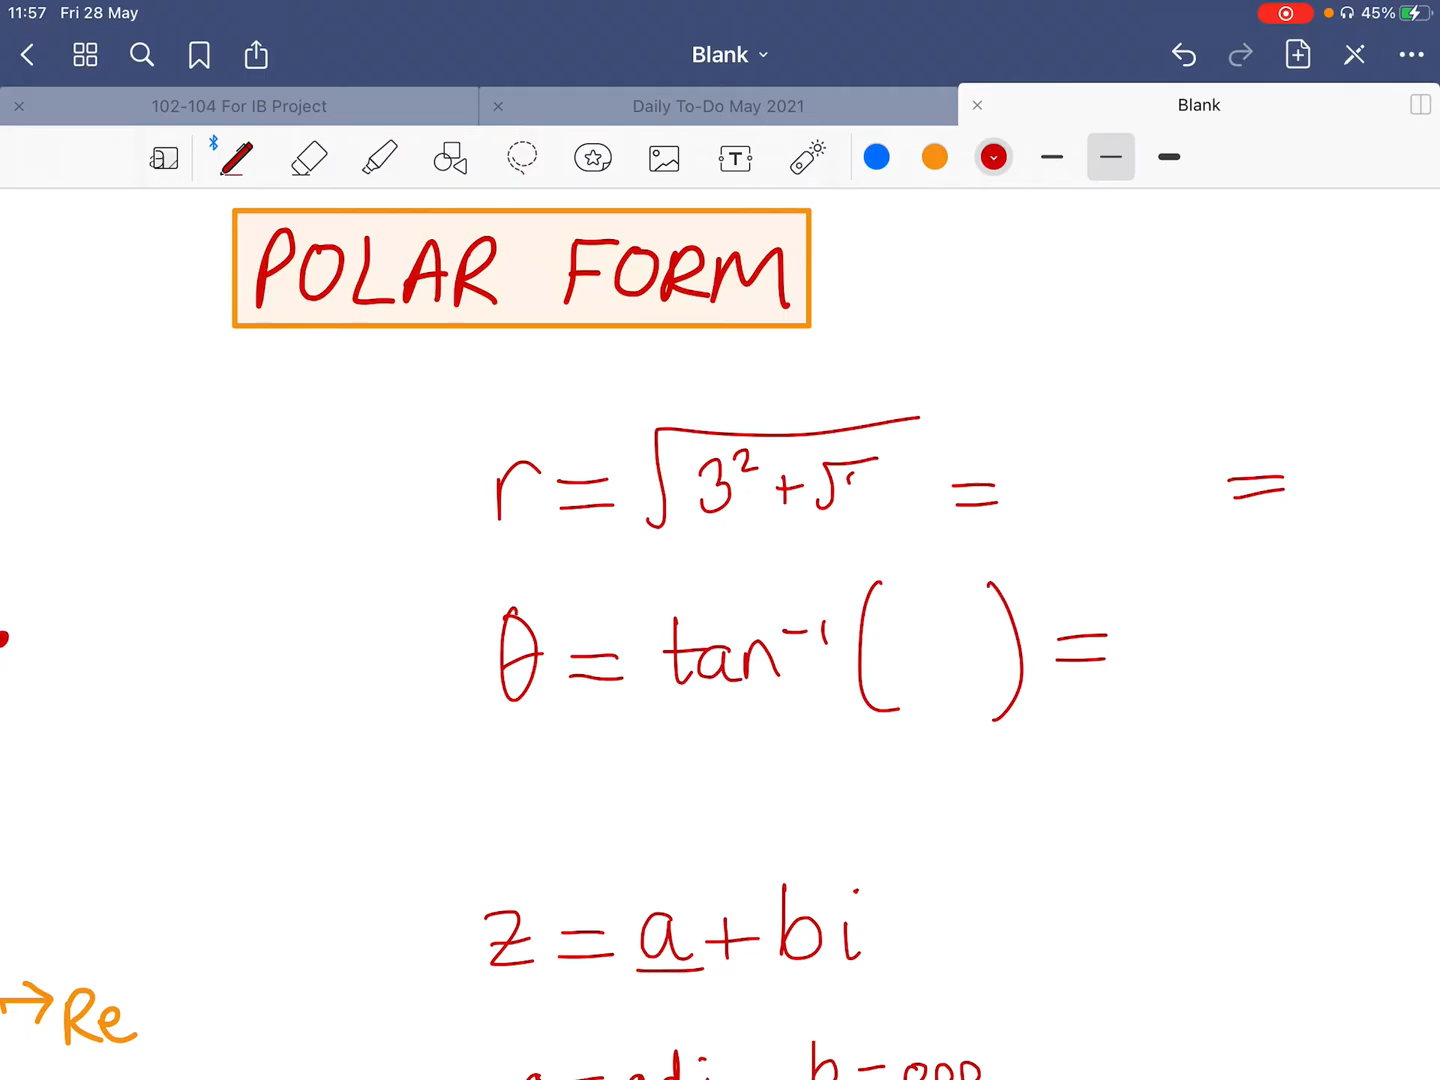 11:57 Fri 28 May 45%
Blank
102-104 For IB Project Daily To-Do May 2021 Blank
POLAR FORM
r = √3² + √ = =
θ = tan⁻¹ ( ) =
z = a + bi
Re